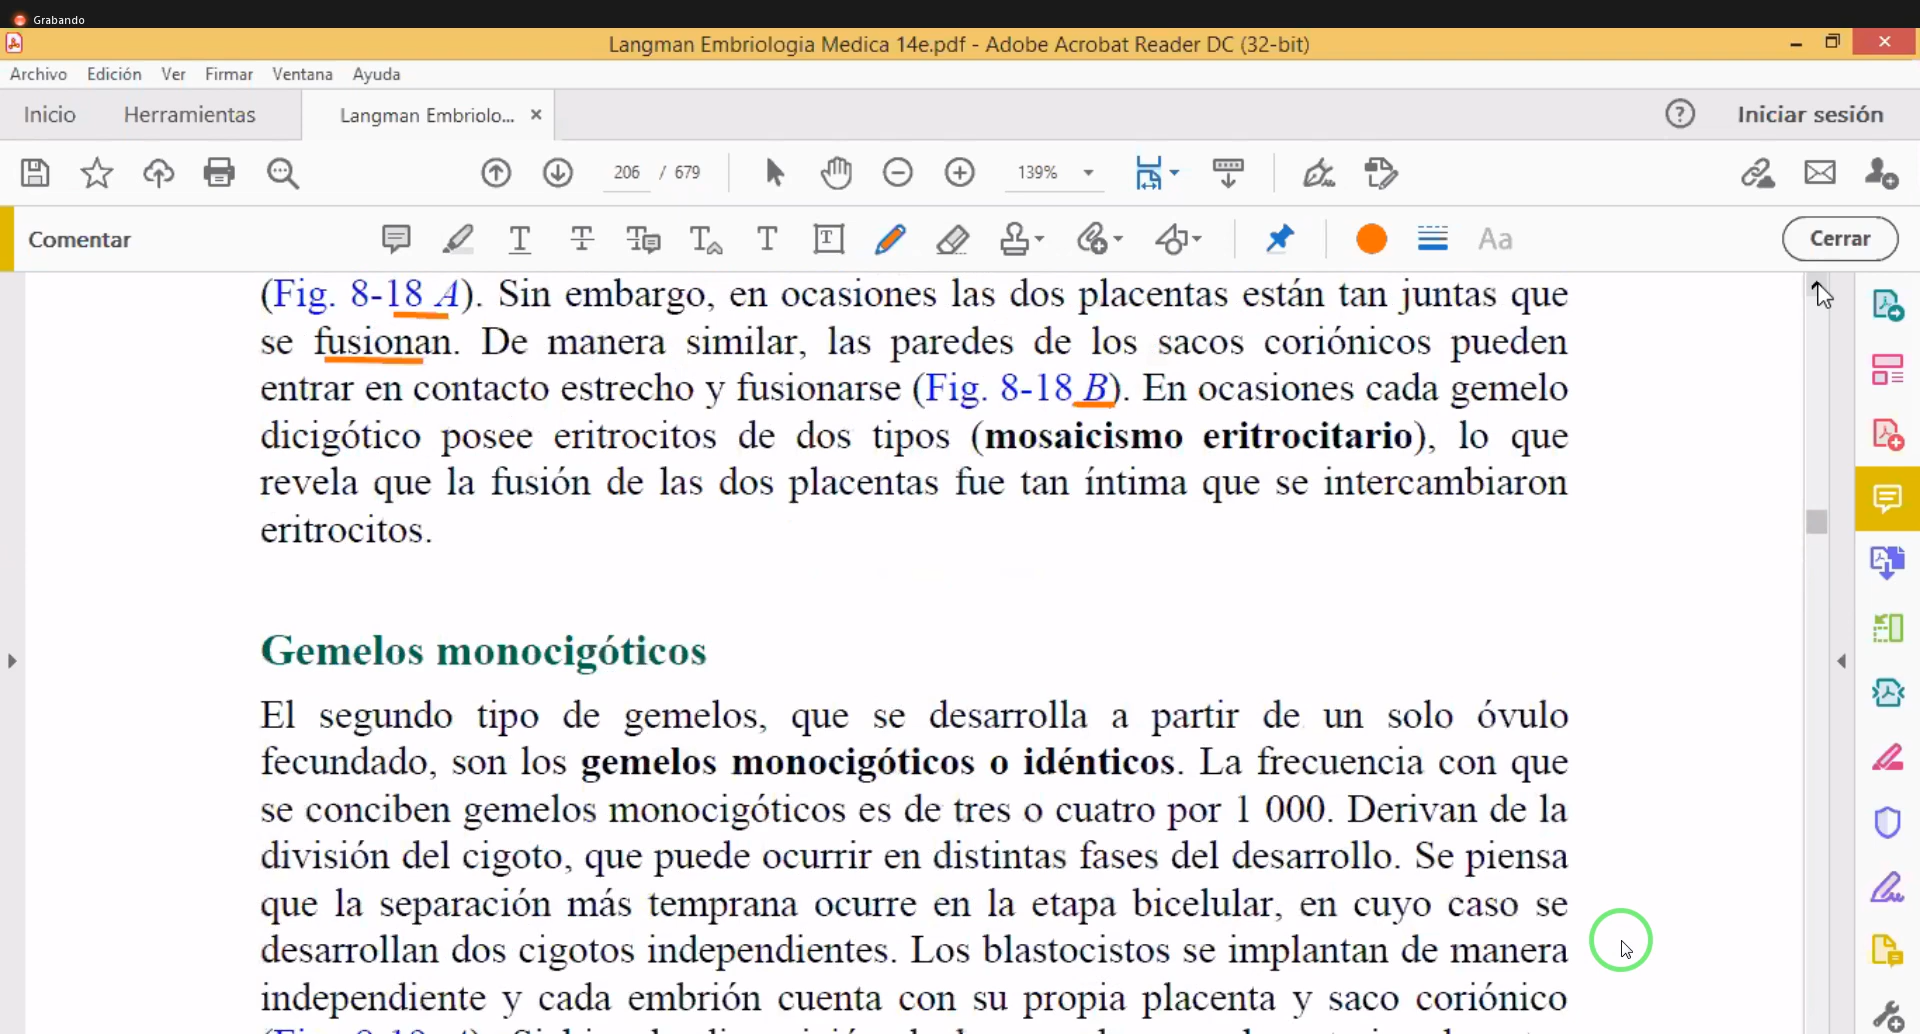 Grabando
Langman Embriologia Medica 14e.pdf - Adobe Acrobat Reader DC (32-bit)
Archivo Edición Ver Firmar Ventana Ayuda
Inicio Herramientas Langman Embriolo... Iniciar sesión
206 / 679 139%
Comentar Aa Cerrar
(Fig. 8-18 A). Sin embargo, en ocasiones las dos placentas están tan juntas que
se fusionan. De manera similar, las paredes de los sacos coriónicos pueden
entrar en contacto estrecho y fusionarse (Fig. 8-18 B). En ocasiones cada gemelo
dicigótico posee eritrocitos de dos tipos (mosaicismo eritrocitario), lo que
revela que la fusión de las dos placentas fue tan íntima que se intercambiaron
eritrocitos.
Gemelos monocigóticos
El segundo tipo de gemelos, que se desarrolla a partir de un solo óvulo
fecundado, son los gemelos monocigóticos o idénticos. La frecuencia con que
se conciben gemelos monocigóticos es de tres o cuatro por 1 000. Derivan de la
división del cigoto, que puede ocurrir en distintas fases del desarrollo. Se piensa
que la separación más temprana ocurre en la etapa bicelular, en cuyo caso se
desarrollan dos cigotos independientes. Los blastocistos se implantan de manera
independiente y cada embrión cuenta con su propia placenta y saco coriónico